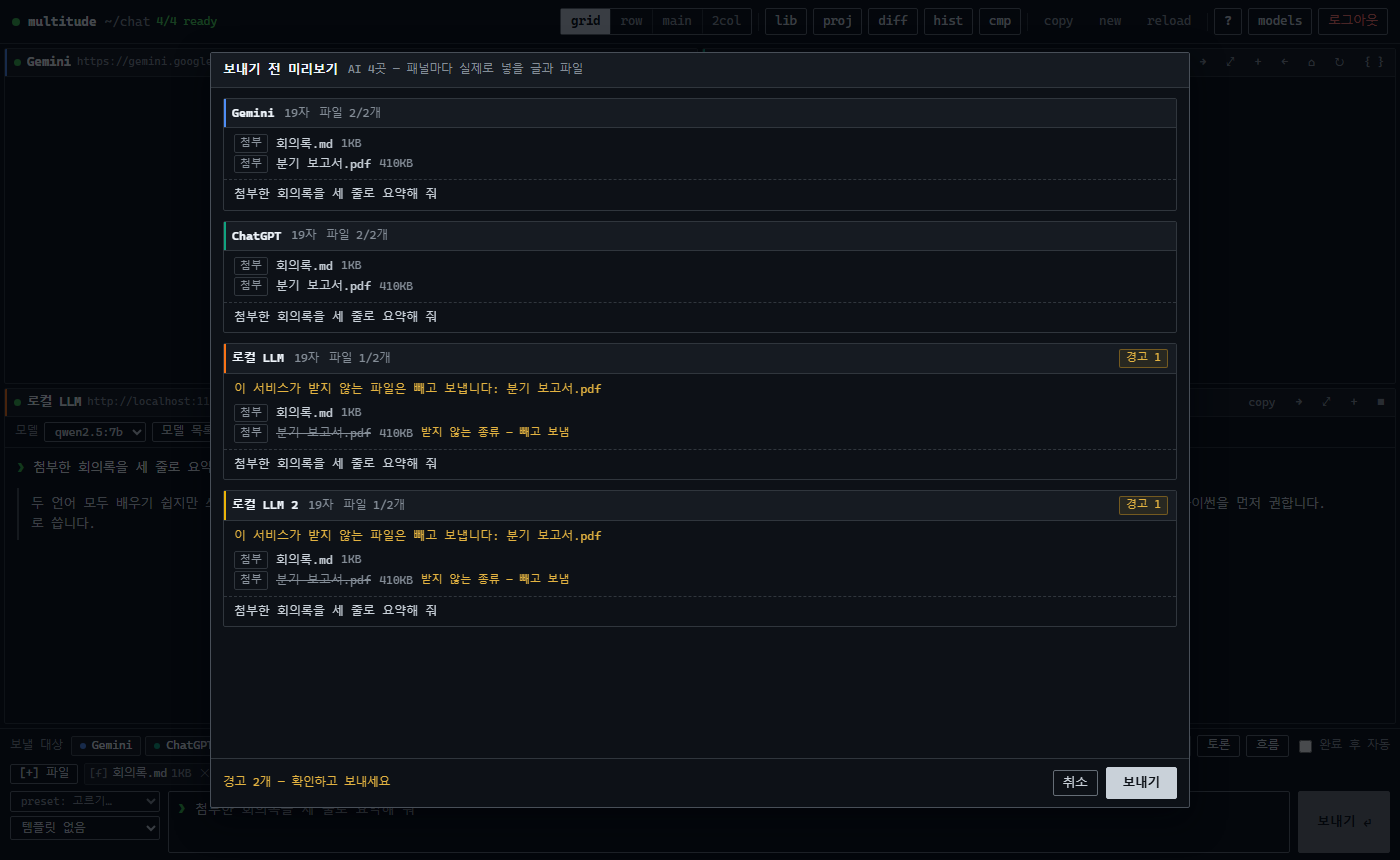 multitude ~/chat 4/4 ready
grid row main 2col lib proj diff hist cmp copy new reload ? models 로그아웃
Gemini https://gemini.google
보내기 전 미리보기 AI 4곳 — 패널마다 실제로 넣을 글과 파일
Gemini 19자 파일 2/2개
첨부 회의록.md 1KB
첨부 분기 보고서.pdf 410KB
첨부한 회의록을 세 줄로 요약해 줘
ChatGPT 19자 파일 2/2개
첨부 회의록.md 1KB
첨부 분기 보고서.pdf 410KB
첨부한 회의록을 세 줄로 요약해 줘
로컬 LLM 19자 파일 1/2개 경고 1
이 서비스가 받지 않는 파일은 빼고 보냅니다: 분기 보고서.pdf
첨부 회의록.md 1KB
첨부 분기 보고서.pdf 410KB 받지 않는 종류 — 빼고 보냄
첨부한 회의록을 세 줄로 요약해 줘
로컬 LLM 2 19자 파일 1/2개 경고 1
이 서비스가 받지 않는 파일은 빼고 보냅니다: 분기 보고서.pdf
첨부 회의록.md 1KB
첨부 분기 보고서.pdf 410KB 받지 않는 종류 — 빼고 보냄
첨부한 회의록을 세 줄로 요약해 줘
경고 2개 — 확인하고 보내세요 취소 보내기
로컬 LLM http://localhost:11 copy
모델 qwen2.5:7b 모델 목록
❯ 첨부한 회의록을 세 줄로 요약
두 언어 모두 배우기 쉽지만 이썬을 먼저 권합니다.
로 씁니다.
보낼 대상 Gemini ChatGPT 토론 흐름 완료 후 자동
[+] 파일 [f] 회의록.md 1KB ×
preset: 고르기…
템플릿 없음
❯ 첨부한 회의록을 세 줄로 요약해 줘
보내기 ↲